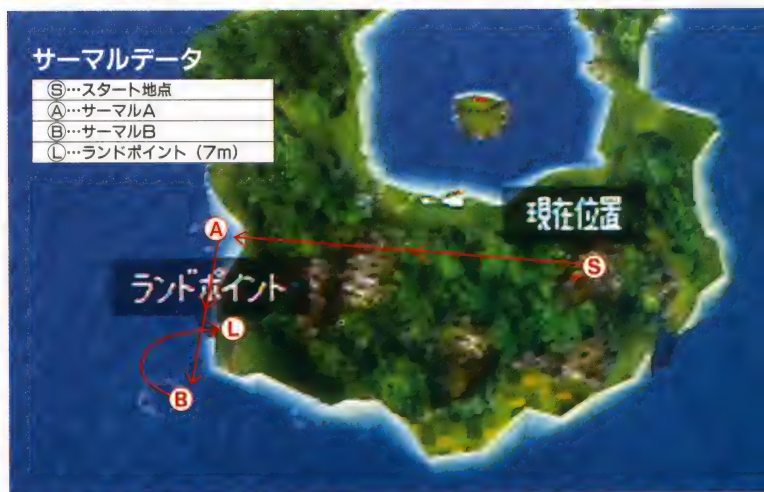 サーマルデータ
Ⓢ…スタート地点
Ⓐ…サーマルA
Ⓑ…サーマルB
Ⓛ…ランドポイント（7m）
現在位置
Ⓐ
Ⓢ
ランドポイント
Ⓛ
Ⓑ